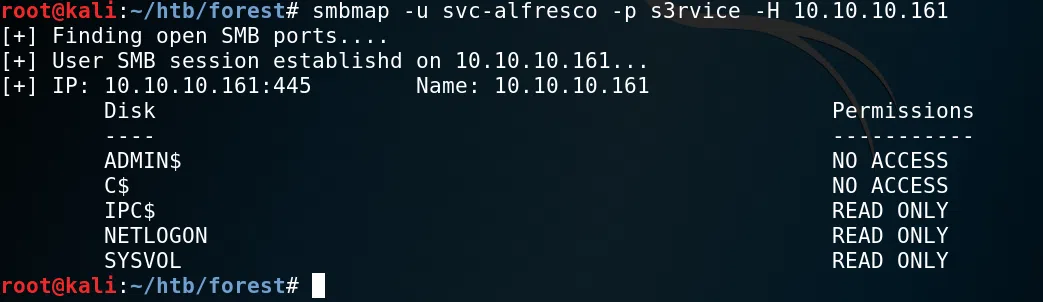 root@kali:~/htb/forest# smbmap -u svc-alfresco -p s3rvice -H 10.10.10.161
[+] Finding open SMB ports....
[+] User SMB session establishd on 10.10.10.161...
[+] IP: 10.10.10.161:445        Name: 10.10.10.161
        Disk                                                    Permissions
        ----                                                    -----------
        ADMIN$                                                  NO ACCESS
        C$                                                      NO ACCESS
        IPC$                                                    READ ONLY
        NETLOGON                                                READ ONLY
        SYSVOL                                                  READ ONLY
root@kali:~/htb/forest#